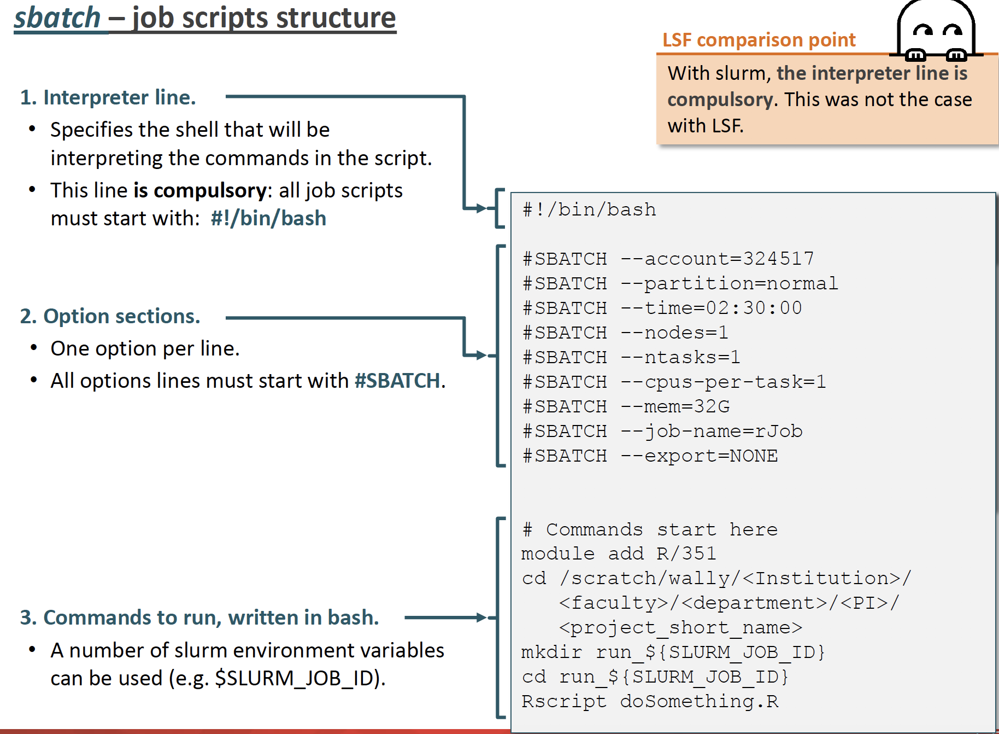 sbatch – job scripts structure
LSF comparison point
With slurm, the interpreter line is
compulsory. This was not the case
with LSF.
1. Interpreter line.
• Specifies the shell that will be
interpreting the commands in the script.
• This line is compulsory: all job scripts
must start with: #!/bin/bash
2. Option sections.
• One option per line.
• All options lines must start with #SBATCH.
3. Commands to run, written in bash.
• A number of slurm environment variables
can be used (e.g. $SLURM_JOB_ID).
#!/bin/bash
#SBATCH --account=324517
#SBATCH --partition=normal
#SBATCH --time=02:30:00
#SBATCH --nodes=1
#SBATCH --ntasks=1
#SBATCH --cpus-per-task=1
#SBATCH --mem=32G
#SBATCH --job-name=rJob
#SBATCH --export=NONE
# Commands start here
module add R/351
cd /scratch/wally/<Institution>/
<faculty>/<department>/<PI>/
<project_short_name>
mkdir run_${SLURM_JOB_ID}
cd run_${SLURM_JOB_ID}
Rscript doSomething.R